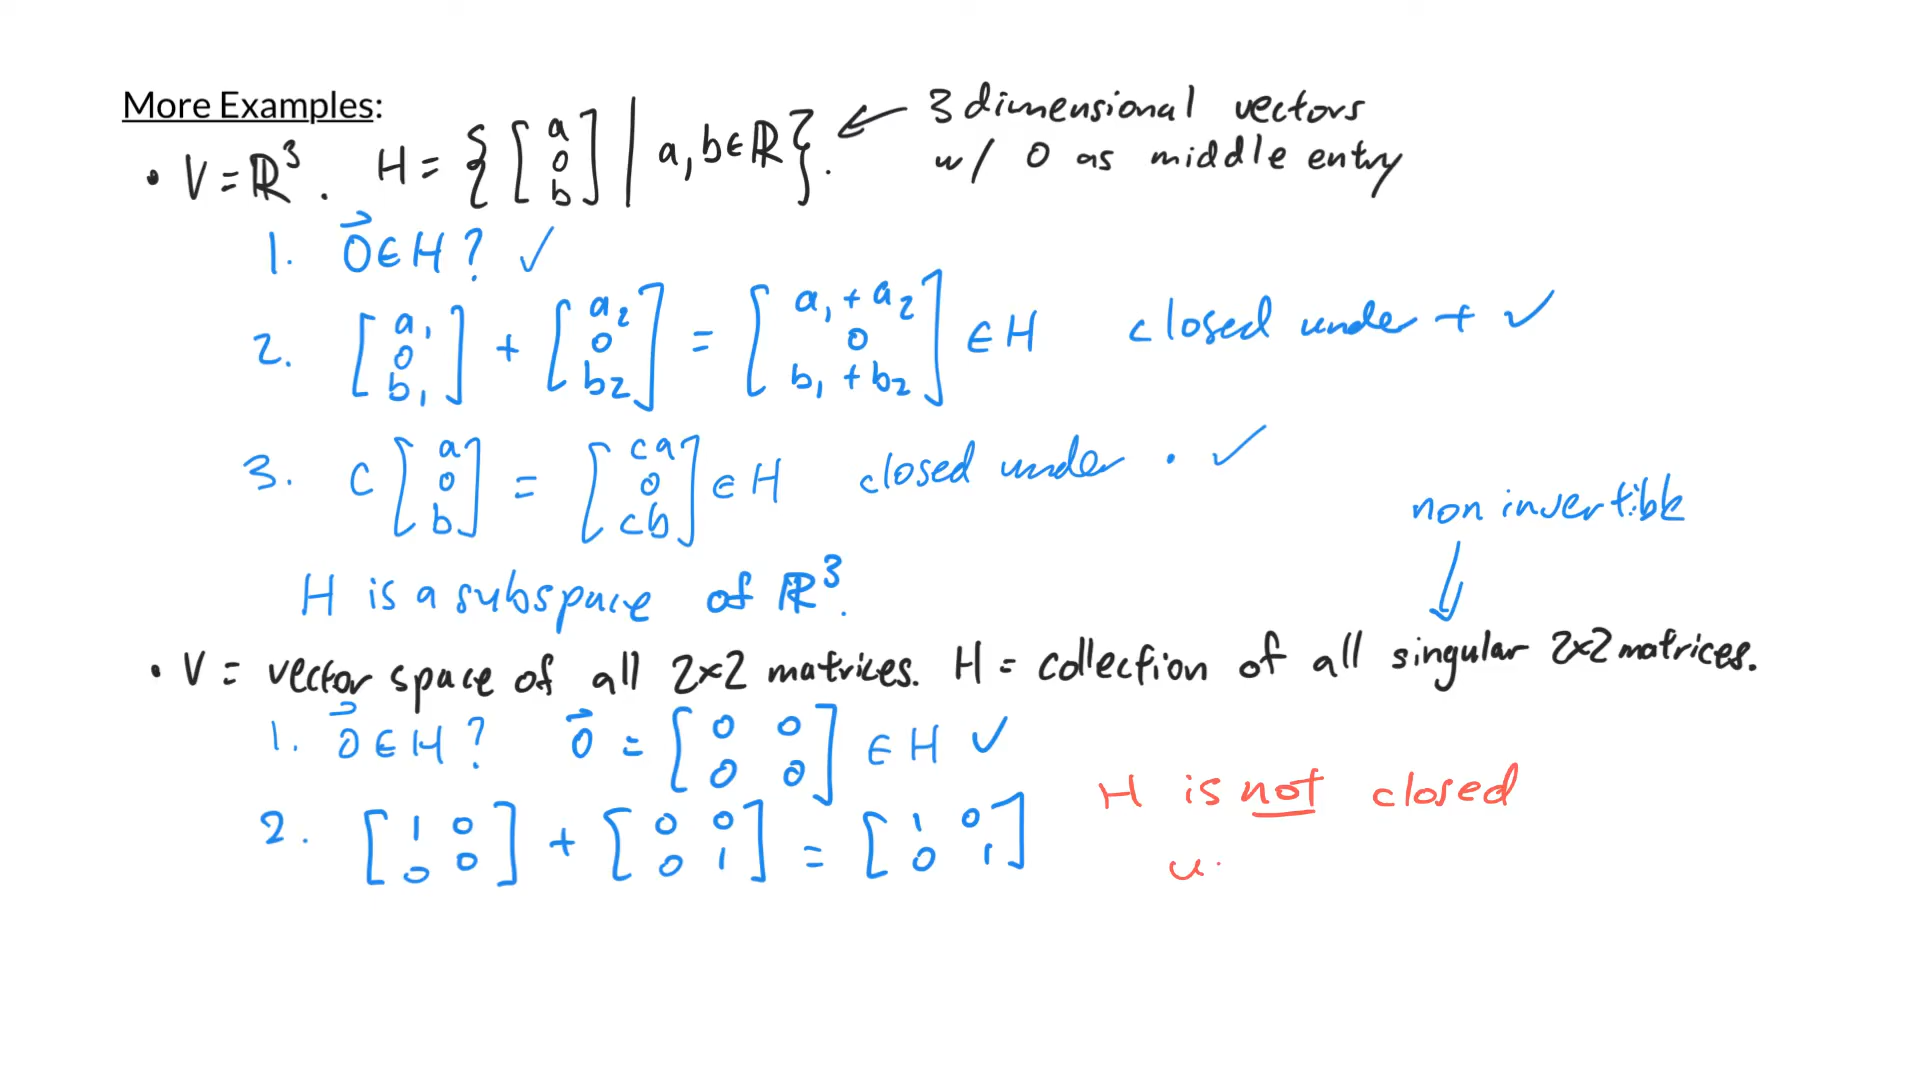 More Examples:
• V = ℝ³. H = { [a 0 b] | a, b ∈ ℝ }. ← 3 dimensional vectors
w/ 0 as middle entry
1. 0⃗ ∈ H? ✓
2. [a₁ 0 b₁] + [a₂ 0 b₂] = [a₁ + a₂ 0 b₁ + b₂] ∈ H closed under + ✓
3. c [a 0 b] = [ca 0 cb] ∈ H closed under · ✓
non invertible
H is a subspace of ℝ³.
• V = vector space of all 2×2 matrices. H = collection of all singular 2×2 matrices.
1. 0⃗ ∈ H? 0⃗ = [0 0 0 0] ∈ H ✓
2. [1 0 0 0] + [0 0 0 1] = [1 0 0 1] H is not closed